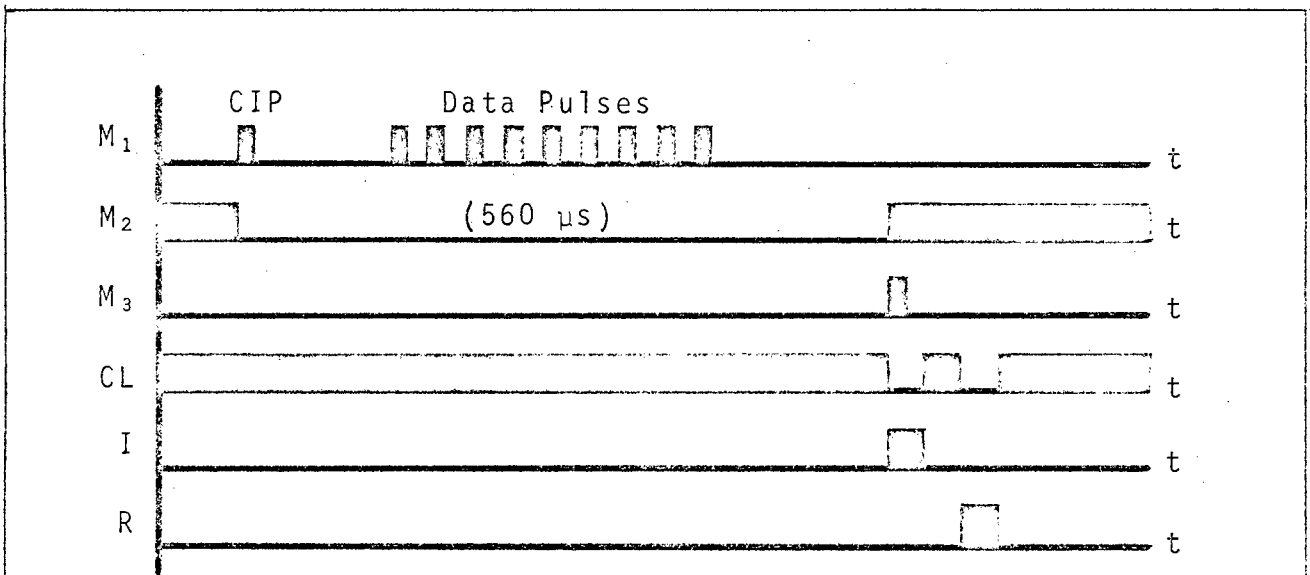 CIP Data Pulses
M₁ t
M₂ (560 μs) t
M₃ t
CL t
I t
R t